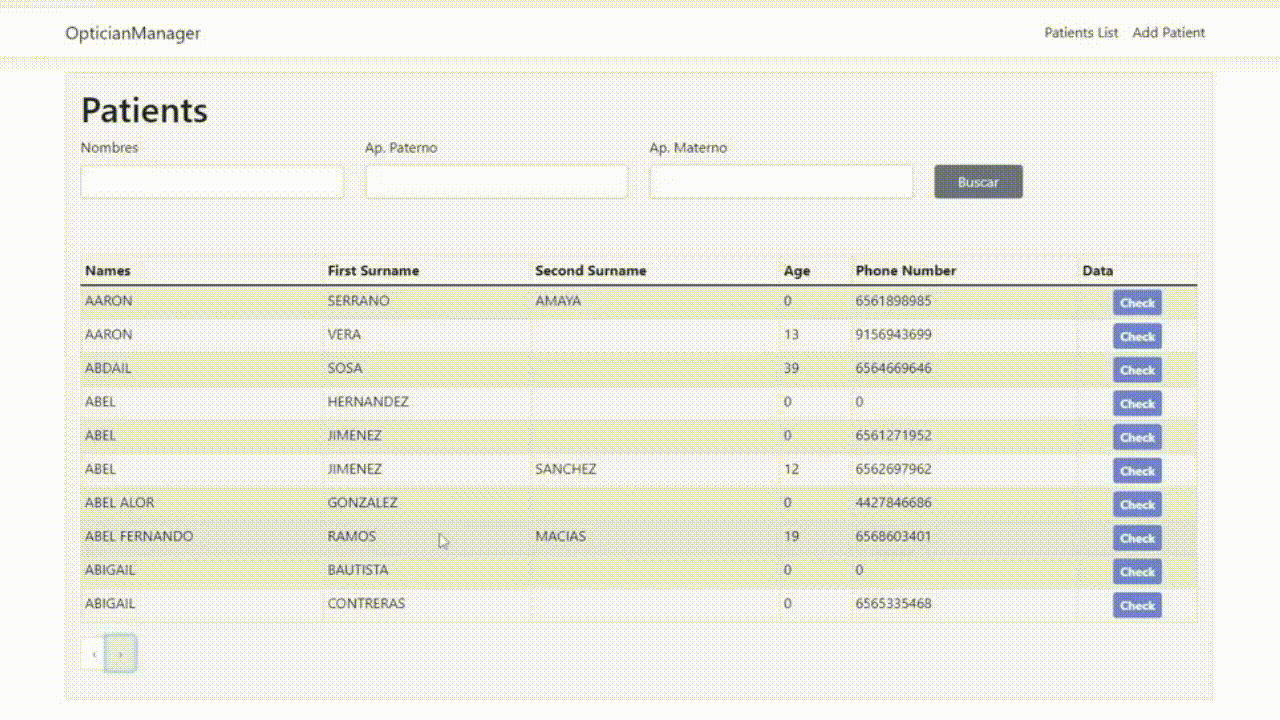 OpticianManager Patients List Add Patient
Patients
Nombres Ap. Paterno Ap. Materno
Buscar
Names First Surname Second Surname Age Phone Number Data
AARON SERRANO AMAYA 0 6561898985 Check
AARON VERA 13 9156943699 Check
ABDAIL SOSA 39 6564669646 Check
ABEL HERNANDEZ 0 0 Check
ABEL JIMENEZ 0 6561271952 Check
ABEL JIMENEZ SANCHEZ 12 6562697962 Check
ABEL ALOR GONZALEZ 0 4427846686 Check
ABEL FERNANDO RAMOS MACIAS 19 6568603401 Check
ABIGAIL BAUTISTA 0 0 Check
ABIGAIL CONTRERAS 0 6565335468 Check
‹ ›